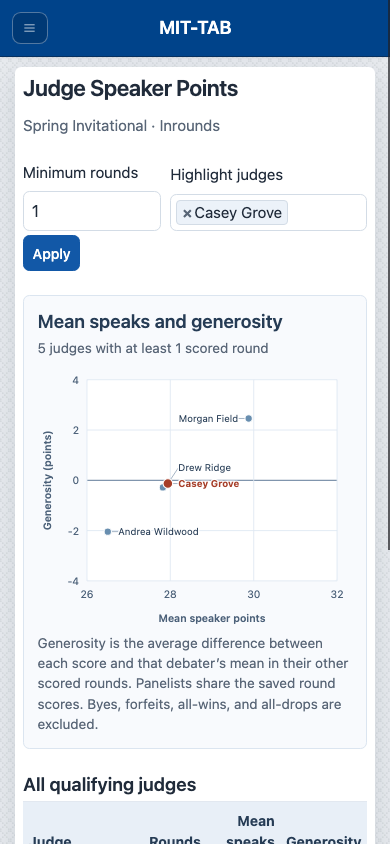 MIT-TAB
Judge Speaker Points
Spring Invitational · Inrounds
Minimum rounds
Highlight judges
1
×Casey Grove
Apply
Mean speaks and generosity
5 judges with at least 1 scored round
4
2
0
-2
-4
Generosity (points)
Morgan Field
Drew Ridge
Casey Grove
Andrea Wildwood
26
28
30
32
Mean speaker points
Generosity is the average difference between
each score and that debater's mean in their other
scored rounds. Panelists share the saved round
scores. Byes, forfeits, all-wins, and all-drops are
excluded.
All qualifying judges
Judge
Rounds
Mean
speaks
Generosity